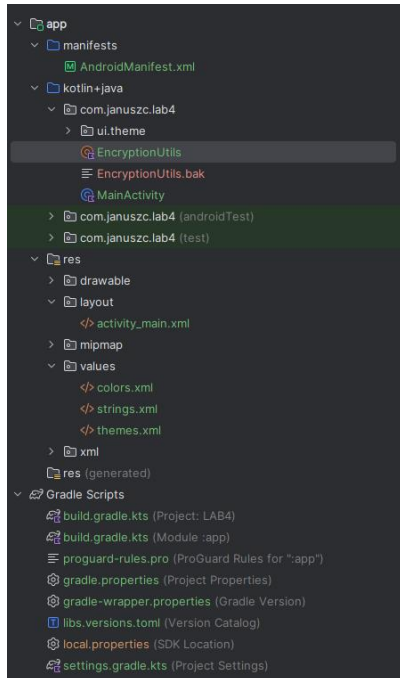 app
manifests
AndroidManifest.xml
kotlin+java
com.januszc.lab4
ui.theme
EncryptionUtils
EncryptionUtils.bak
MainActivity
com.januszc.lab4 (androidTest)
com.januszc.lab4 (test)
res
drawable
layout
activity_main.xml
mipmap
values
colors.xml
strings.xml
themes.xml
xml
res (generated)
Gradle Scripts
build.gradle.kts (Project: LAB4)
build.gradle.kts (Module :app)
proguard-rules.pro (ProGuard Rules for ":app")
gradle.properties (Project Properties)
gradle-wrapper.properties (Gradle Version)
libs.versions.toml (Version Catalog)
local.properties (SDK Location)
settings.gradle.kts (Project Settings)